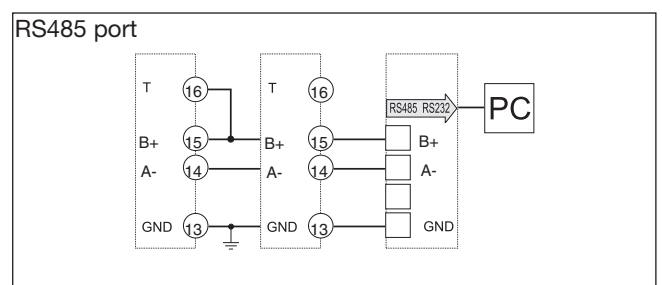 RS485 port
T 16 T 16 RS485 RS232 PC
B+ 15 B+ 15 B+
A- 14 A- 14 A-
GND 13 GND 13 GND